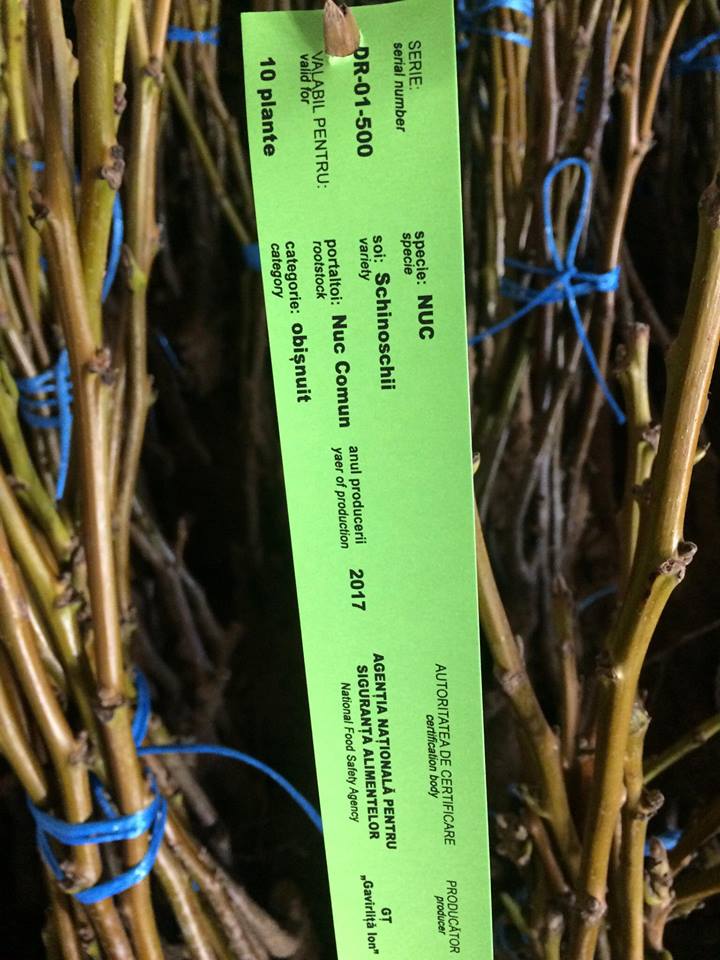 SERIE:
serial number
DR-01-500
VALABIL PENTRU:
valid for
10 plante
specie: NUC
specie
soi: Schinoschii
variety
portaltoi: Nuc Comun
rootstock
categorie: obișnuit
category
anul producerii
yaer of production
2017
AUTORITATEA DE CERTIFICARE
certification body
AGENȚIA NAȚIONALĂ PENTRU
SIGURANȚA ALIMENTELOR
National Food Safety Agency
PRODUCĂTOR
producer
GȚ
„Gavirliță Ion”